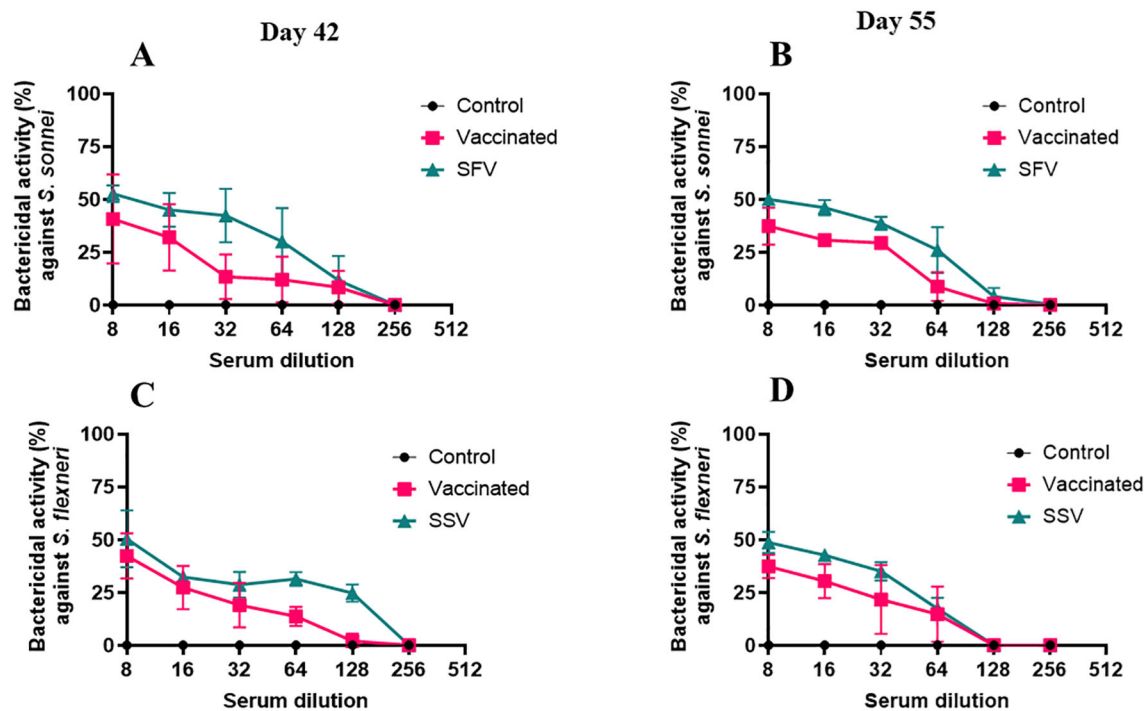 Day 42
Day 55
A
Bactericidal activity (%)
against S. sonnei
100
75
50
25
0
8 16 32 64 128 256 512
Serum dilution
Control
Vaccinated
SFV
B
Bactericidal activity (%)
against S. sonnei
100
75
50
25
0
8 16 32 64 128 256 512
Serum dilution
Control
Vaccinated
SFV
C
Bactericidal activity (%)
against S. flexneri
100
75
50
25
0
8 16 32 64 128 256 512
Serum dilution
Control
Vaccinated
SSV
D
Bactericidal activity (%)
against S. flexneri
100
75
50
25
0
8 16 32 64 128 256 512
Serum dilution
Control
Vaccinated
SSV